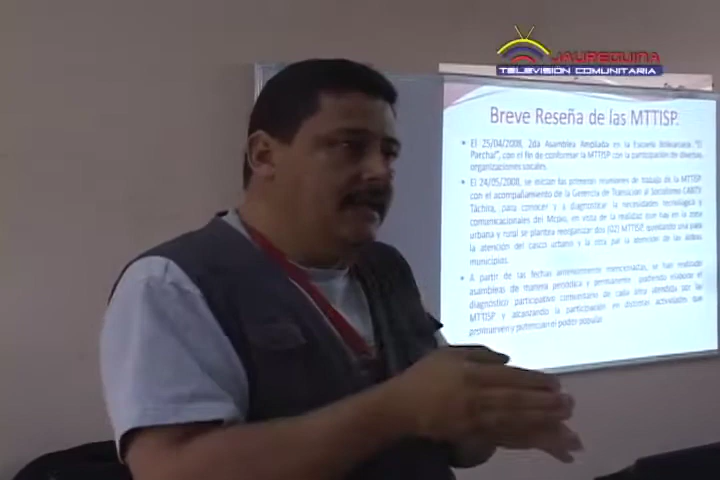 JAUREGUINA
TELEVISION COMUNITARIA
Breve Reseña de las MTTISP.
• El 25/04/2008, 2da Asamblea Ampliada en la Escuela Bolivariana "El
Parchal", con el fin de conformar la MTTISP con la participación de diversas
organizaciones sociales.
• El 24/05/2008, se inician las primeras reuniones de trabajo de la MTTISP
con el acompañamiento de la Gerencia de Transición al Socialismo CANTV
Táchira, para conocer y diagnosticar la necesidades tecnológica y
comunicacionales del Mcpio, en vista de la realidad que hay en la zona
urbana y rural se plantea reorganizar dos (02) MTTISP, quedando una para
la atención del casco urbano y la otra para la atención de las aldeas
municipios.
• A partir de las fechas anteriormente mencionadas, se han realizado
asambleas de manera periódica y permanente pudiendo elaborar el
diagnóstico participativo comunitario de cada área atendida por las
MTTISP y alcanzando la participación en distintas actividades que
promueven y potencian el poder popular.